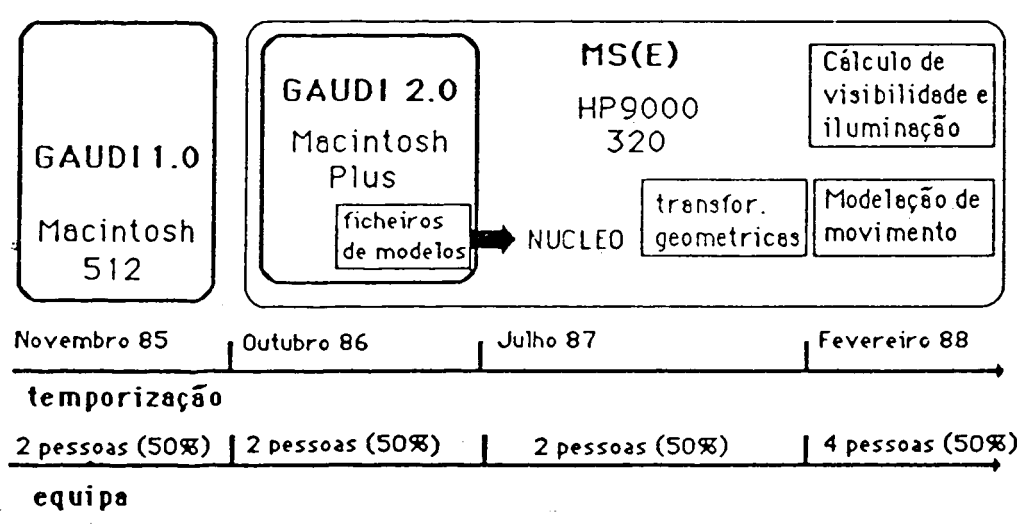 GAUDI 1.0
Macintosh
512
GAUDI 2.0
Macintosh
Plus
ficheiros
de modelos
MS(E)
HP9000
320
NUCLEO
transfor.
geometricas
Cálculo de
visibilidade e
iluminação
Modelação de
movimento
Novembro 85
Outubro 86
Julho 87
Fevereiro 88
temporização
2 pessoas (50%)
2 pessoas (50%)
2 pessoas (50%)
4 pessoas (50%)
equipa